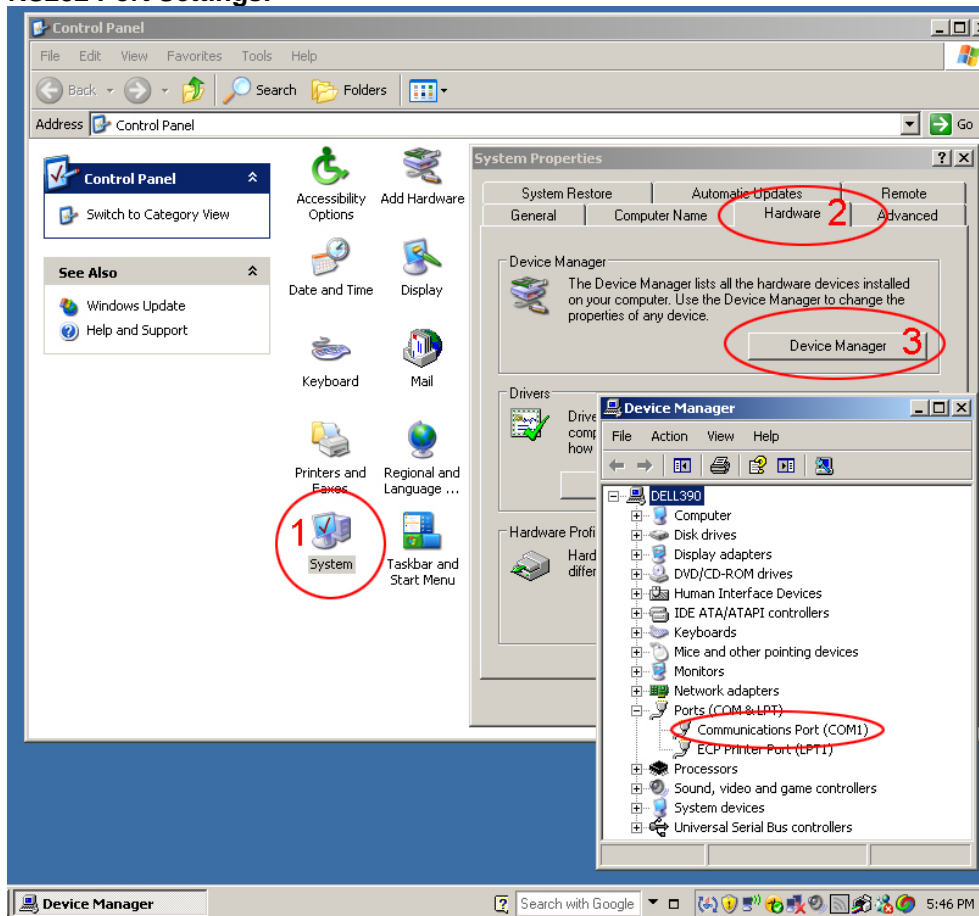 Control Panel
File Edit View Favorites Tools Help
Back Search Folders
Address Control Panel Go
Control Panel
Switch to Category View
See Also
Windows Update
Help and Support
Accessibility Options
Add Hardware
Date and Time
Display
Keyboard
Mail
Printers and Faxes
Regional and Language ...
1
System
Taskbar and Start Menu
System Properties
System Restore Automatic Updates Remote
General Computer Name Hardware 2 Advanced
Device Manager
The Device Manager lists all the hardware devices installed
on your computer. Use the Device Manager to change the
properties of any device.
Device Manager 3
Drivers
how
Device Manager
File Action View Help
DELL390
Computer
Disk drives
Display adapters
DVD/CD-ROM drives
Human Interface Devices
IDE ATA/ATAPI controllers
Keyboards
Mice and other pointing devices
Monitors
Network adapters
Ports (COM & LPT)
Communications Port (COM1)
ECP Printer Port (LPT1)
Processors
Sound, video and game controllers
System devices
Universal Serial Bus controllers
Device Manager
Search with Google
5:46 PM